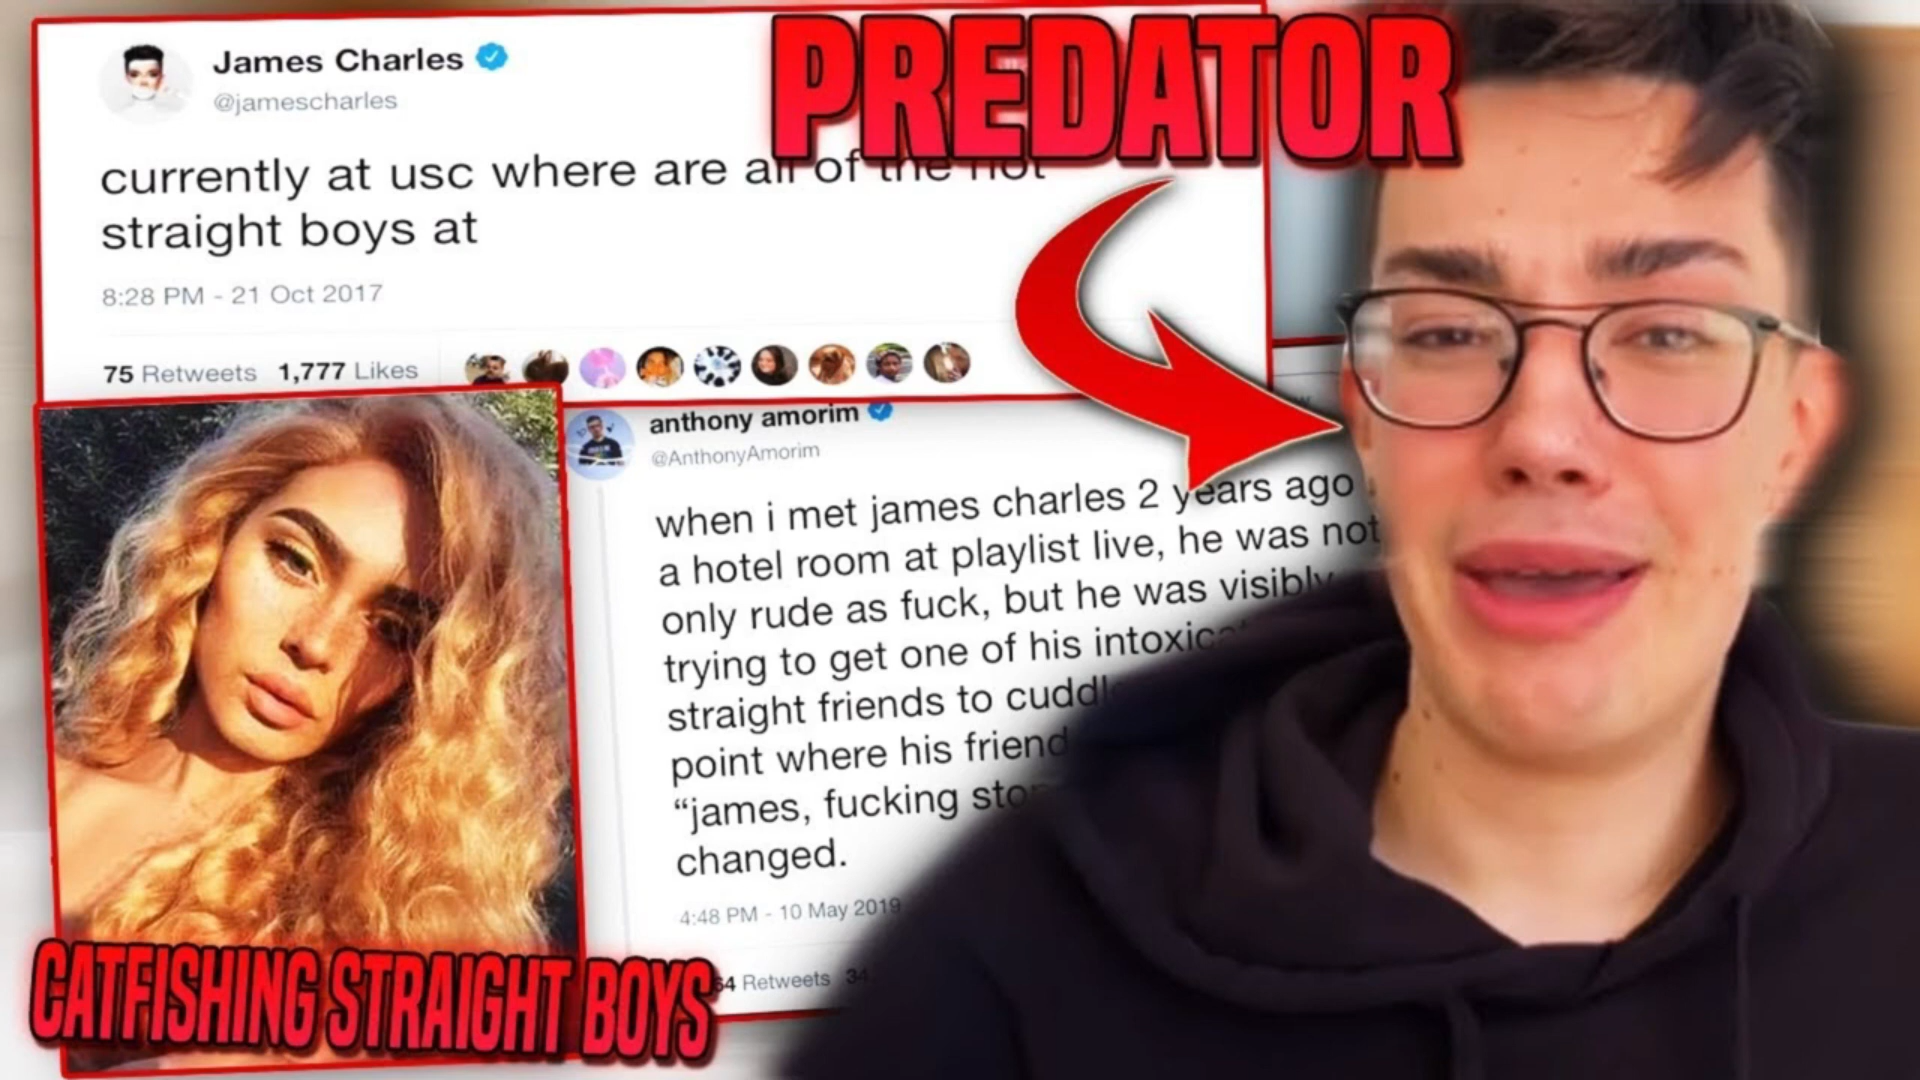 PREDATOR
James Charles
@jamescharles
currently at usc where are all of the hot
straight boys at
8:28 PM - 21 Oct 2017
75 Retweets 1,777 Likes
anthony amorim
@AnthonyAmorim
when i met james charles 2 years ago
a hotel room at playlist live, he was not
only rude as fuck, but he was visibly
trying to get one of his
straight friends to
point where his friend
“james, fucking
changed.
4:48 PM - 10 May 2019
Retweets
CATFISHING STRAIGHT BOYS